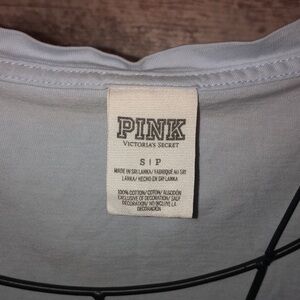 PINK
VICTORIA'S SECRET
S | P
MADE IN SRI LANKA/FABRIQUÉ AU SRI
LANKA/ HECHO EN SRI LANKA
100% COTTON/COTON/ALGODÓN
EXCLUSIVE OF DECORATION/SAUF
DÉCORATION/ NO INCLUYE LA
DECORACIÓN